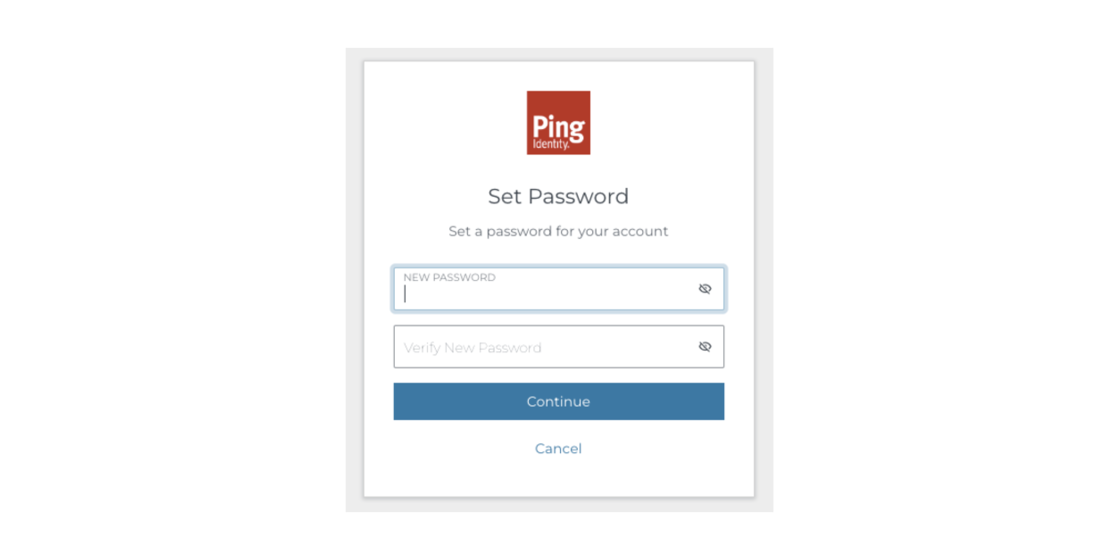 Ping
Identity.
Set Password
Set a password for your account
NEW PASSWORD
Verify New Password
Continue
Cancel